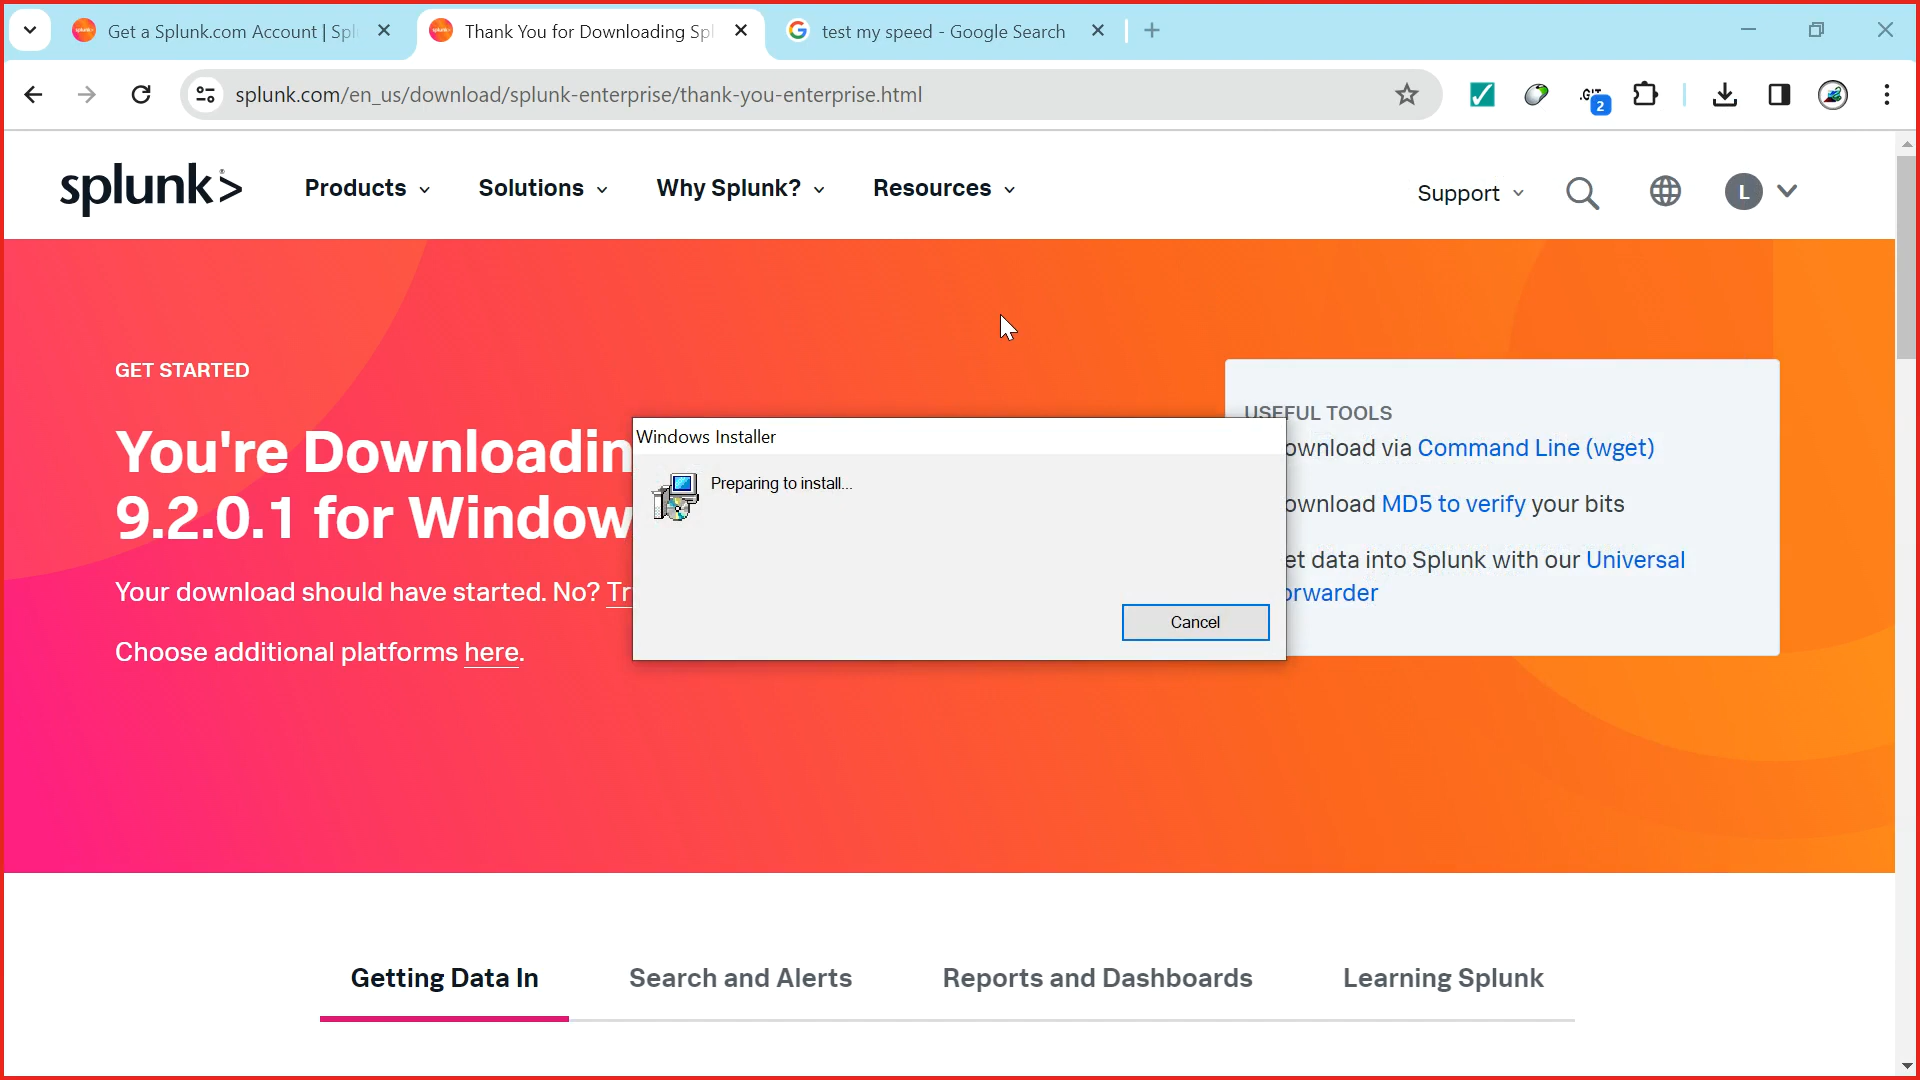 Get a Splunk.com Account | Spl
Thank You for Downloading Spl
test my speed - Google Search
splunk.com/en_us/download/splunk-enterprise/thank-you-enterprise.html
.GIT
2
splunk>
Products
Solutions
Why Splunk?
Resources
Support
L
GET STARTED
You're Downloadin
9.2.0.1 for Window
Your download should have started. No? Tr
Choose additional platforms here.
Windows Installer
Preparing to install...
Cancel
USEFUL TOOLS
ownload via Command Line (wget)
ownload MD5 to verify your bits
et data into Splunk with our Universal
orwarder
Getting Data In
Search and Alerts
Reports and Dashboards
Learning Splunk